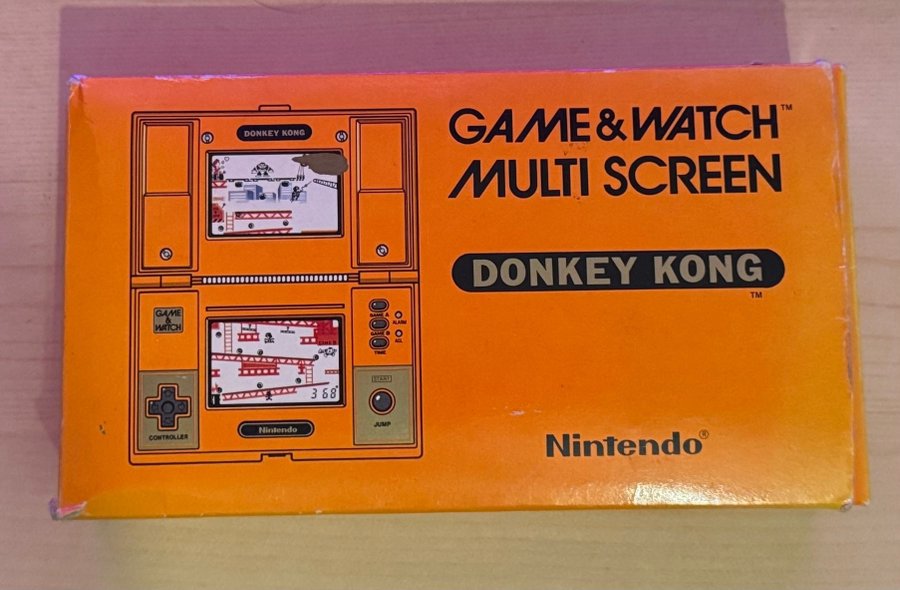 GAME & WATCH™
MULTI SCREEN
DONKEY KONG
TM
Nintendo®
DONKEY KONG
GAME
&
WATCH
GAME A
ALARM
GAME B
ACL
TIME
368
CONTROLLER
START
JUMP
Nintendo